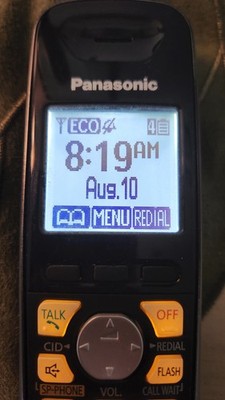 Panasonic
ECO 4
8:19AM
Aug.10
MENU REDIAL
TALK OFF
CID REDIAL
FLASH
SP-PHONE VOL. CALL WAIT